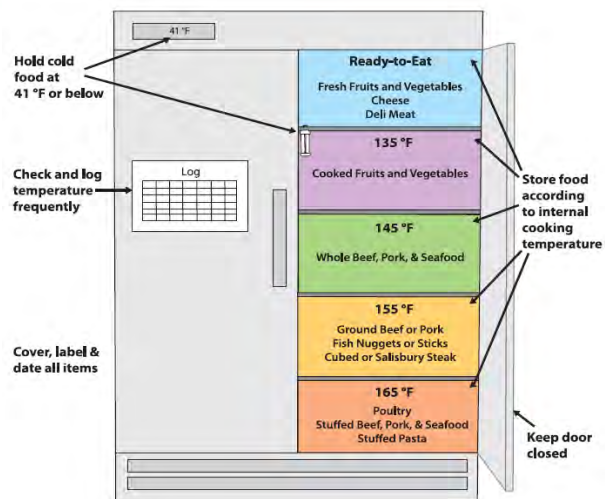 41 °F
Hold cold
food at
41 °F or below
Ready-to-Eat
Fresh Fruits and Vegetables
Cheese
Deli Meat
135 °F
Cooked Fruits and Vegetables
Check and log
temperature
frequently
Log
Store food
according
to internal
cooking
temperature
145 °F
Whole Beef, Pork, & Seafood
155 °F
Ground Beef or Pork
Fish Nuggets or Sticks
Cubed or Salisbury Steak
Cover, label &
date all items
165 °F
Poultry
Stuffed Beef, Pork, & Seafood
Stuffed Pasta
Keep door
closed